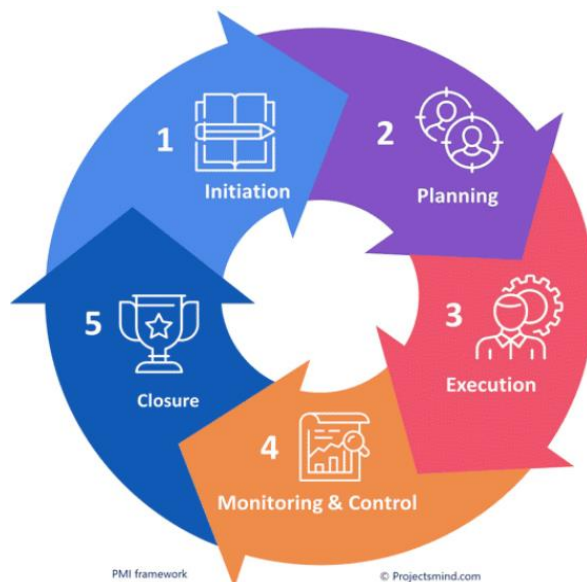 1
Initiation
2
Planning
3
Execution
4
Monitoring & Control
5
Closure
PMI framework
© Projectsmind.com